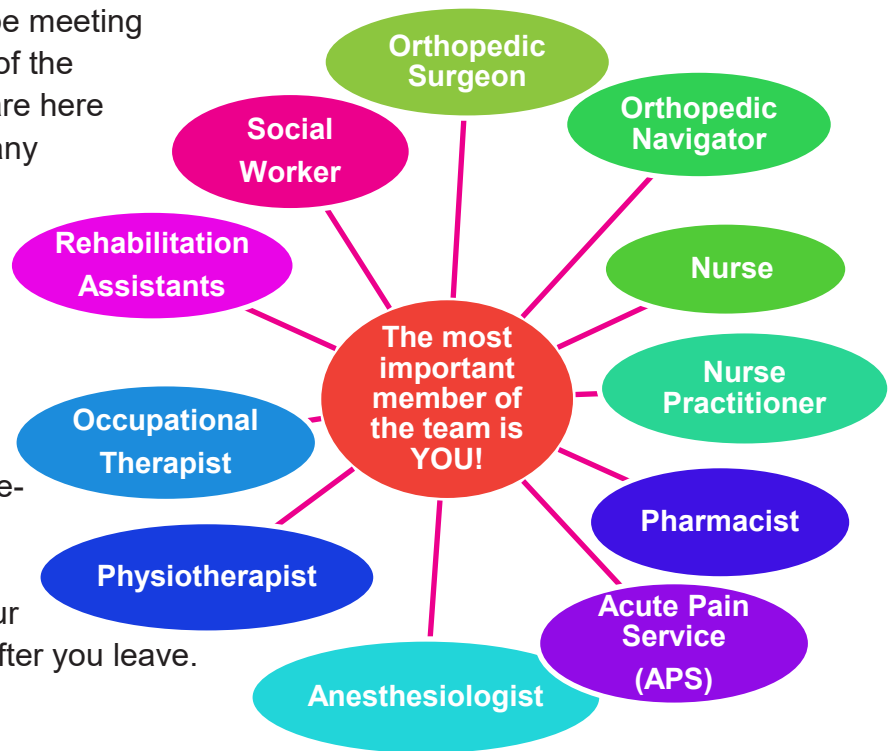 be meeting
of the
are here
any
e-
ur
fter you leave.
Orthopedic
Surgeon
Orthopedic
Navigator
Nurse
Nurse
Practitioner
Pharmacist
Acute Pain
Service
(APS)
Anesthesiologist
Physiotherapist
Occupational
Therapist
Rehabilitation
Assistants
Social
Worker
The most
important
member of
the team is
YOU!